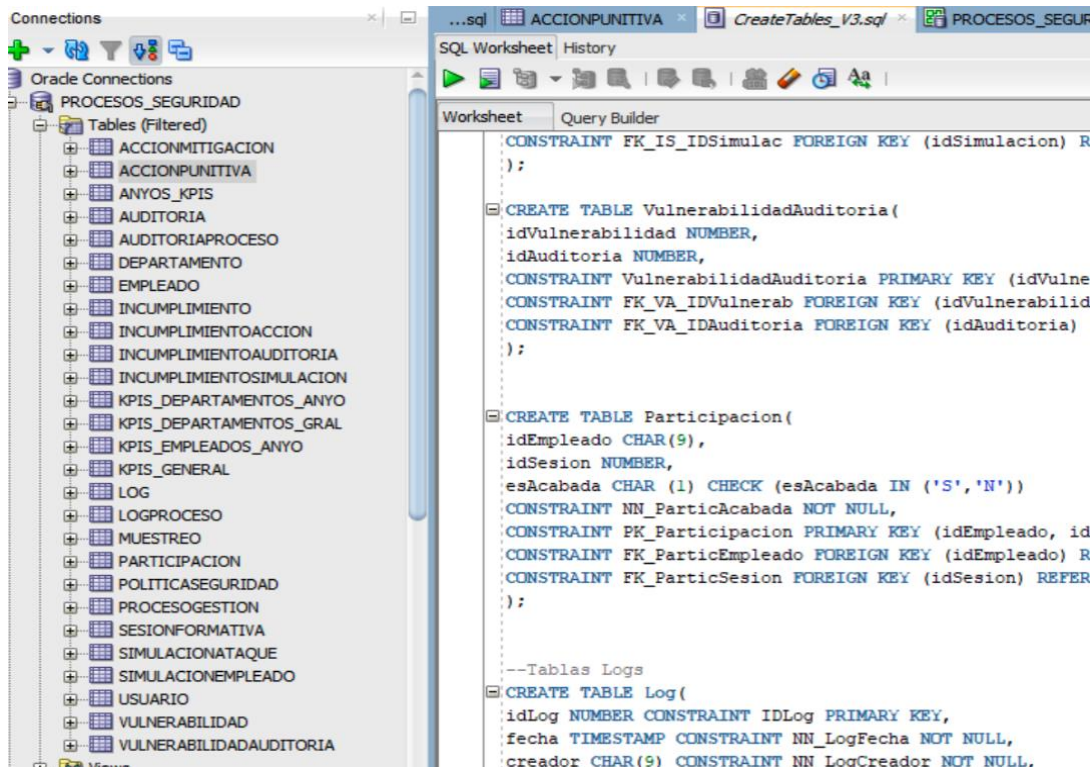 Connections
Oracle Connections
PROCESOS_SEGURIDAD
Tables (Filtered)
ACCIONMITIGACION
ACCIONPUNITIVA
ANYOS_KPIS
AUDITORIA
AUDITORIAPROCESO
DEPARTAMENTO
EMPLEADO
INCUMPLIMIENTO
INCUMPLIMIENTOACCION
INCUMPLIMIENTOAUDITORIA
INCUMPLIMIENTOSIMULACION
KPIS_DEPARTAMENTOS_ANYO
KPIS_DEPARTAMENTOS_GRAL
KPIS_EMPLEADOS_ANYO
KPIS_GENERAL
LOG
LOGPROCESO
MUESTREO
PARTICIPACION
POLITICASEGURIDAD
PROCESOGESTION
SESIONFORMATIVA
SIMULACIONATAQUE
SIMULACIONEMPLEADO
USUARIO
VULNERABILIDAD
VULNERABILIDADAUDITORIA
Views
...sql ACCIONPUNITIVA CreateTables_V3.sql PROCESOS_SEGUR
SQL Worksheet History
Worksheet Query Builder
CONSTRAINT FK_IS_IDSimulac FOREIGN KEY (idSimulacion) R
);
CREATE TABLE VulnerabilidadAuditoria(
idVulnerabilidad NUMBER,
idAuditoria NUMBER,
CONSTRAINT VulnerabilidadAuditoria PRIMARY KEY (idVulne
CONSTRAINT FK_VA_IDVulnerab FOREIGN KEY (idVulnerabilid
CONSTRAINT FK_VA_IDAuditoria FOREIGN KEY (idAuditoria)
);
CREATE TABLE Participacion(
idEmpleado CHAR(9),
idSesion NUMBER,
esAcabada CHAR (1) CHECK (esAcabada IN ('S','N'))
CONSTRAINT NN_ParticAcabada NOT NULL,
CONSTRAINT PK_Participacion PRIMARY KEY (idEmpleado, id
CONSTRAINT FK_ParticEmpleado FOREIGN KEY (idEmpleado) R
CONSTRAINT FK_ParticSesion FOREIGN KEY (idSesion) REFER
);
--Tablas Logs
CREATE TABLE Log(
idLog NUMBER CONSTRAINT IDLog PRIMARY KEY,
fecha TIMESTAMP CONSTRAINT NN_LogFecha NOT NULL,
creador CHAR(9) CONSTRAINT NN_LogCreador NOT NULL,